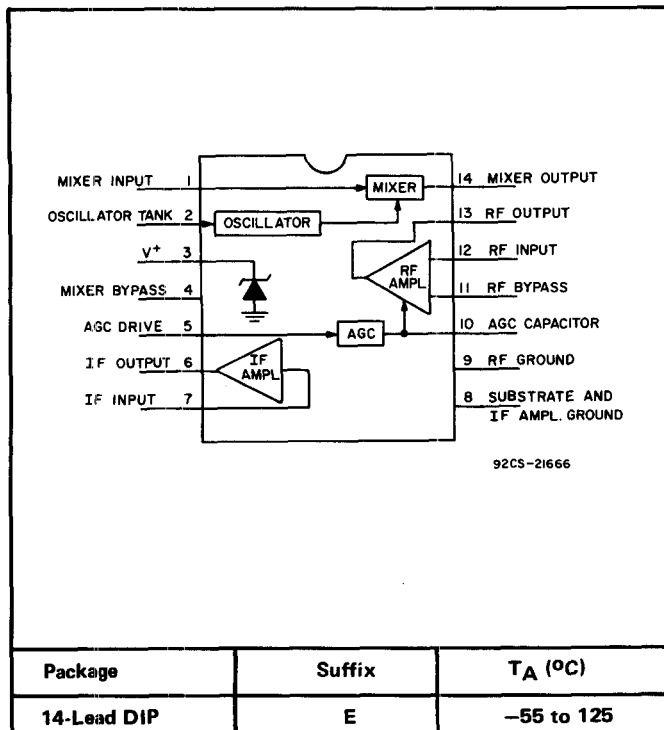 MIXER INPUT 1
14 MIXER OUTPUT
MIXER
OSCILLATOR TANK 2
OSCILLATOR
13 RF OUTPUT
V+ 3
12 RF INPUT
RF AMPL
MIXER BYPASS 4
11 RF BYPASS
AGC DRIVE 5
AGC
10 AGC CAPACITOR
IF OUTPUT 6
IF AMPL
9 RF GROUND
IF INPUT 7
8 SUBSTRATE AND
IF AMPL. GROUND
92CS-21666
Package Suffix TA (ºC)
14-Lead DIP E −55 to 125